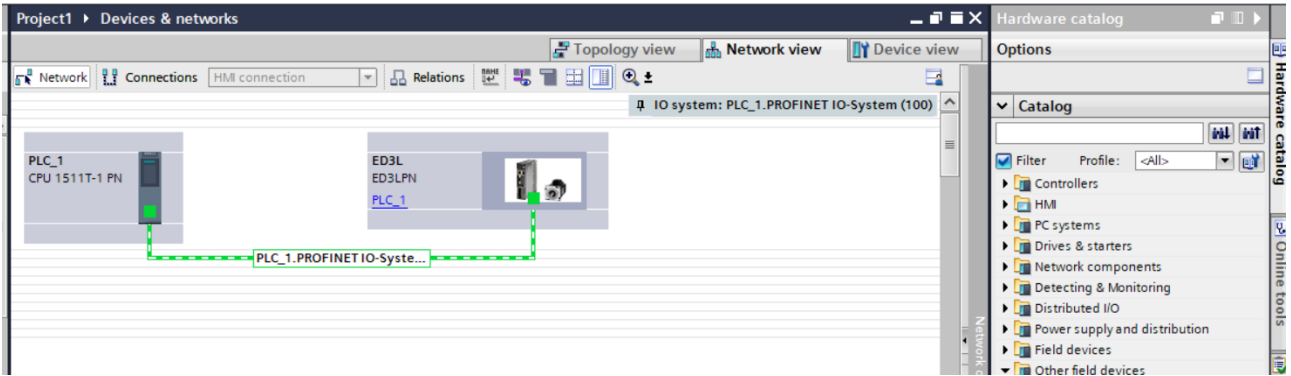 Project1 ▸ Devices & networks
Hardware catalog
Topology view
Network view
Device view
Options
Network
Connections
HMI connection
Relations
IO system: PLC_1.PROFINET IO-System (100)
Catalog
PLC_1
CPU 1511T-1 PN
ED3L
ED3LPN
PLC_1
PLC_1.PROFINET IO-Syste...
Filter
Profile:
<All>
Controllers
HMI
PC systems
Drives & starters
Network components
Detecting & Monitoring
Distributed I/O
Power supply and distribution
Field devices
Other field devices
Hardware catalog
Online tools